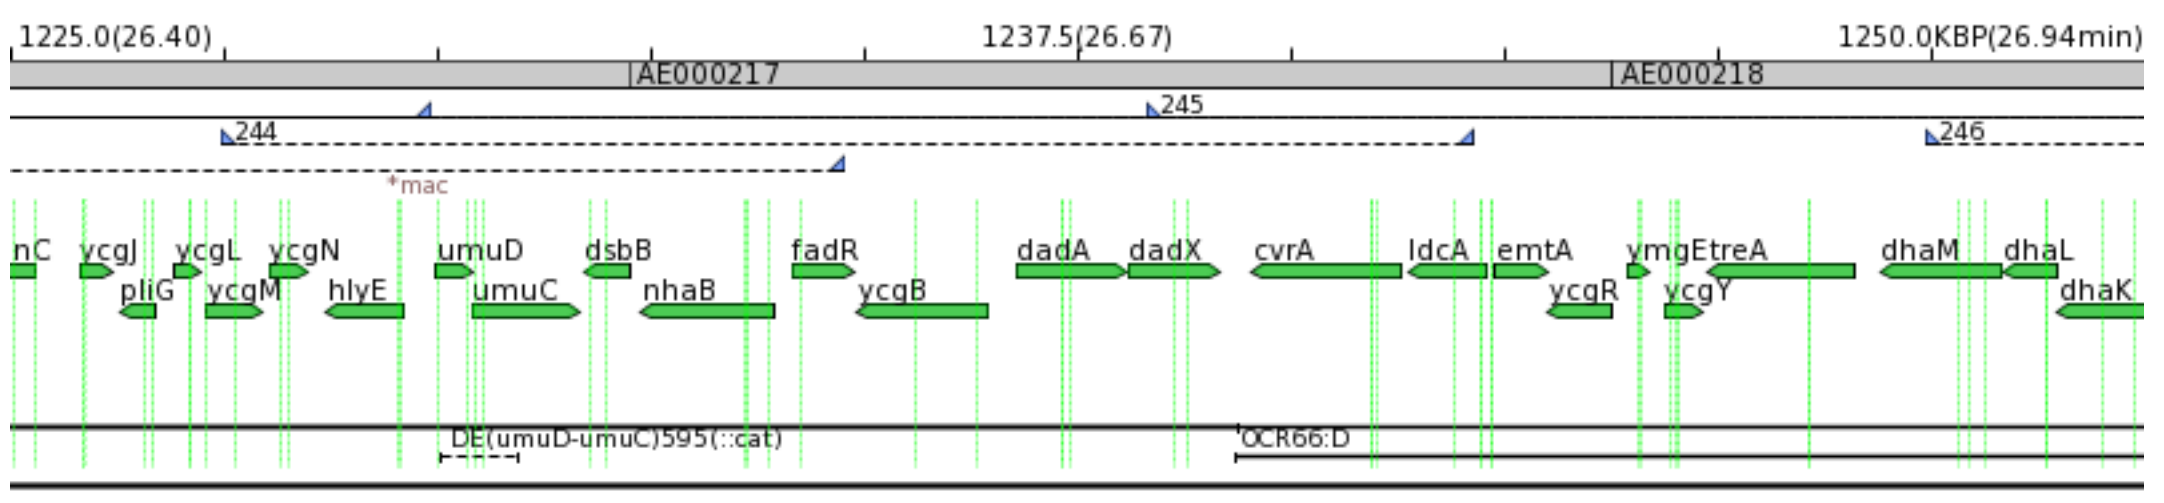 1225.0(26.40) 1237.5(26.67) 1250.0KBP(26.94min)
AE000217 AE000218
245
244 246
*mac
nC ycgJ ycgL ycgN umuD dsbB fadR dadA dadX cvrA ldcA emtA ymgE treA dhaM dhaL
pliG ycgM hlyE umuC nhaB ycgB ycgR ycgY dhaK
DE(umuD-umuC)595(::cat) OCR66:D